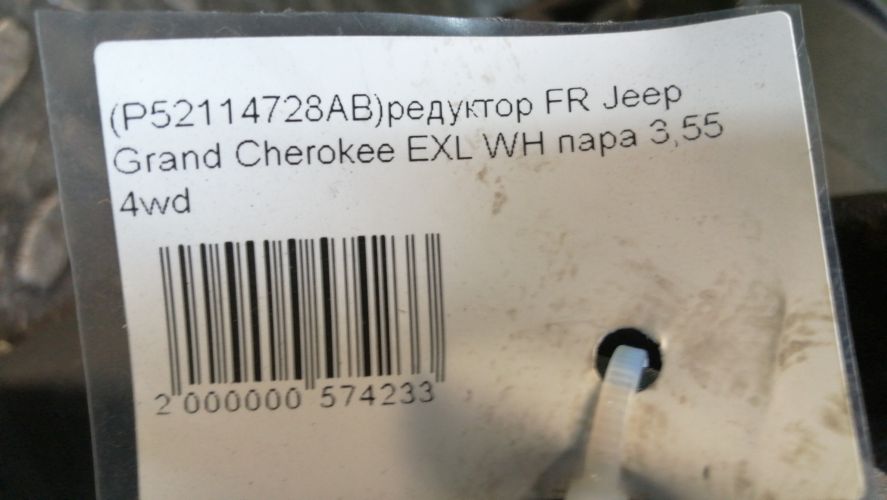 (P52114728AB)редуктор FR Jeep
Grand Cherokee EXL WH пара 3,55
4wd
2 000000 574233